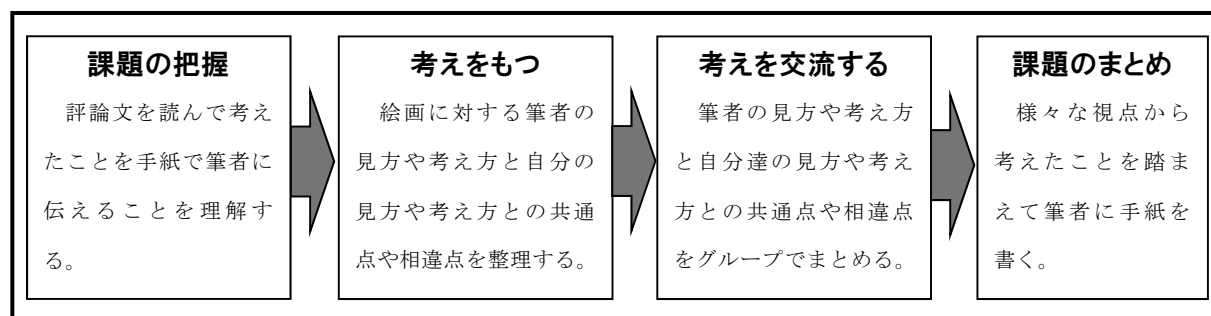 課題の把握
評論文を読んで考え
たことを手紙で筆者に
伝えることを理解す
る。
考えをもつ
絵画に対する筆者の
見方や考え方と自分の
見方や考え方との共通
点や相違点を整理する。
考えを交流する
筆者の見方や考え方
と自分達の見方や考え
方との共通点や相違点
をグループでまとめる。
課題のまとめ
様々な視点から
考えたことを踏ま
えて筆者に手紙を
書く。